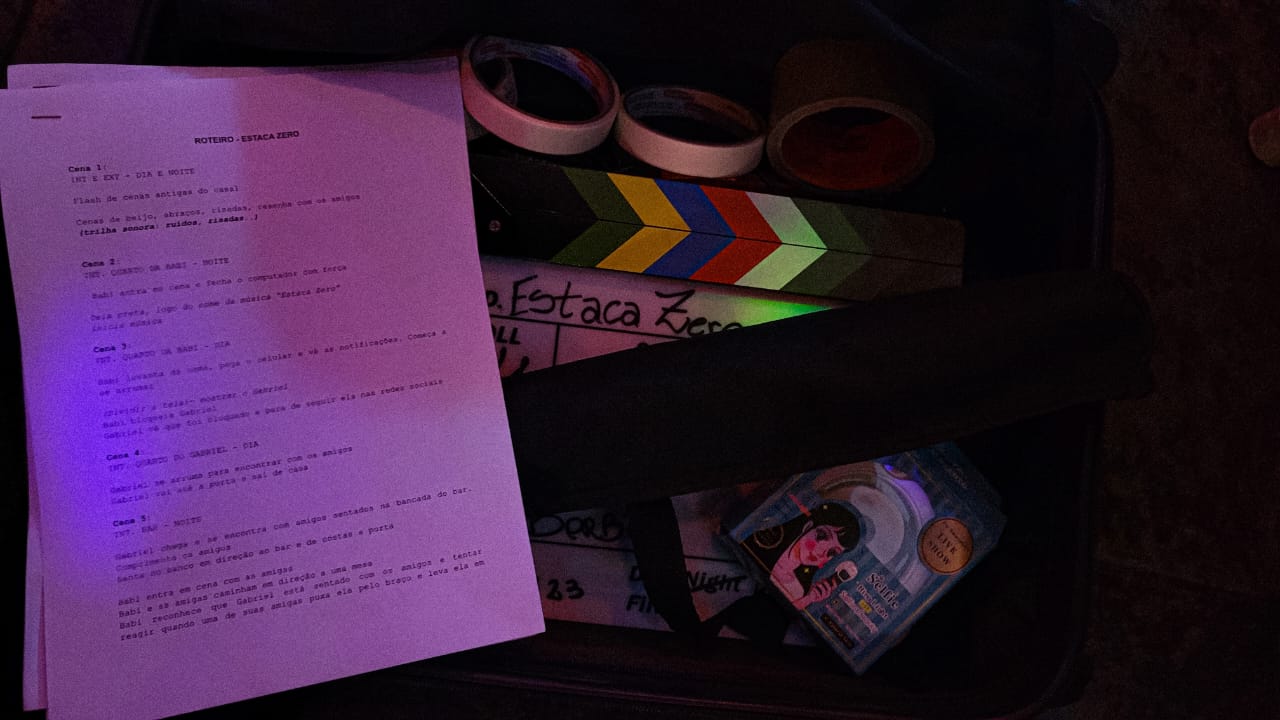 ROTEIRO - ESTACA ZERO
Cena 1:
INT E EXT - DIA E NOITE
Flash de cenas antigas do casal
Cenas de beijo, abraços, risadas, resenha com os amigos
(trilha sonora: ruídos, risadas..)
Cena 2:
INT. QUARTO DA BABI - NOITE
Babi entra em cena e fecha o computador com força
Tela preta, logo do nome da música "Estaca Zero"
inicia música
Cena 3:
INT. QUARTO DA BABI - DIA
Babi levanta da cama, pega o celular e vê as notificações. Começa a
se arrumar
(Dividir a tela)- mostrar o Gabriel
Babi bloqueia Gabriel
Gabriel vê que foi bloquado e para de seguir ela nas redes sociais
Cena 4:
INT. QUARTO DO GABRIEL - DIA
Gabriel se arruma para encontrar com os amigos
Gabriel vai até a porta e sai de casa
Cena 5:
INT. BAR - NOITE
Gabriel chega e se encontra com amigos sentados na bancada do bar.
Cumprimenta os amigos
Senta no banco em direção ao bar e de costas a porta
Babi entra em cena com as amigas
Babi e as amigas caminham em direção a uma mesa
Babi reconhece que Gabriel está sentado com os amigos e tentar
reagir quando uma de suas amigas puxa ela pelo braço e leva ela em
Estaca Zero
23
Night
LIVE
SHOW
Selfie